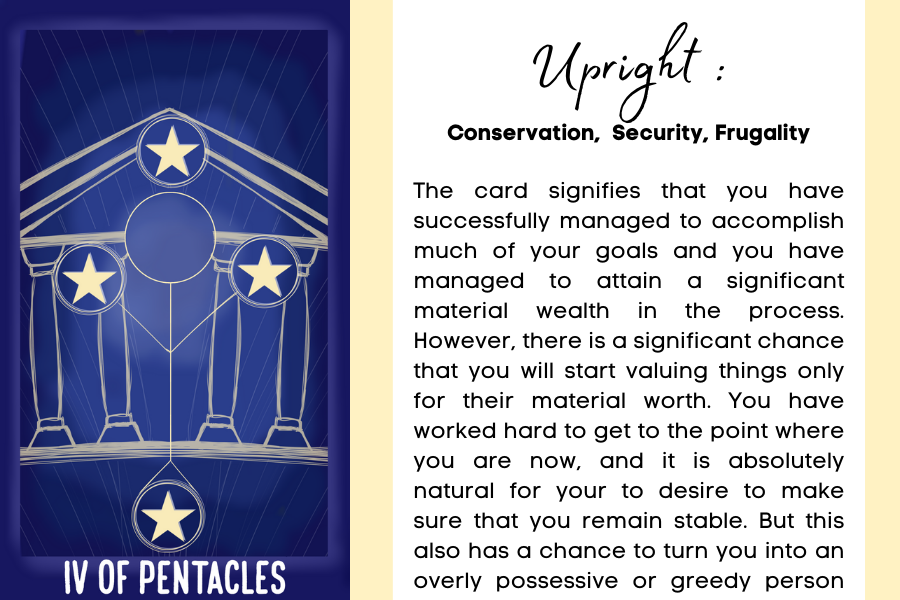 IV OF PENTACLES
Upright :
Conservation, Security, Frugality
The card signifies that you have
successfully managed to accomplish
much of your goals and you have
managed to attain a significant
material wealth in the process.
However, there is a significant chance
that you will start valuing things only
for their material worth. You have
worked hard to get to the point where
you are now, and it is absolutely
natural for your to desire to make
sure that you remain stable. But this
also has a chance to turn you into an
overly possessive or greedy person